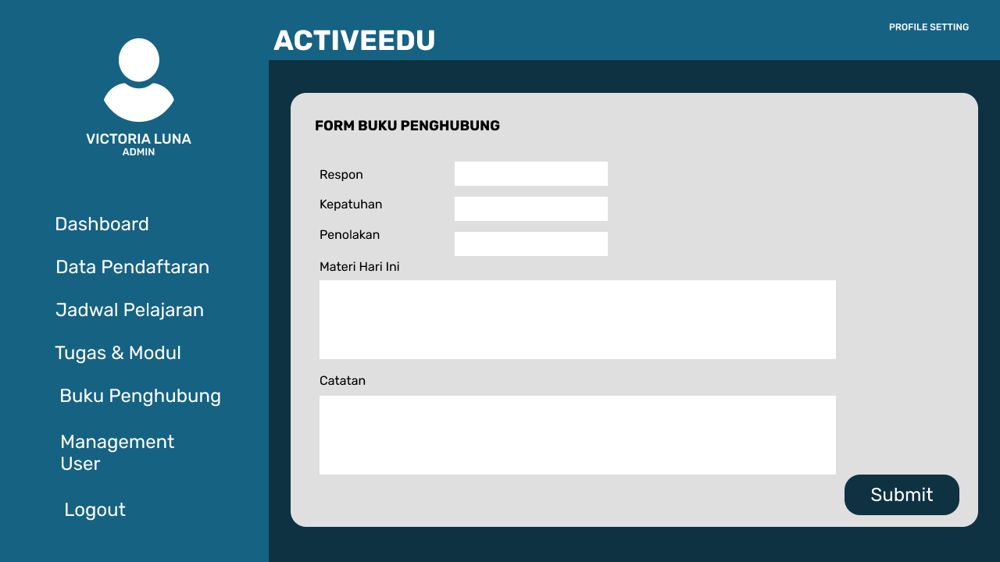 ACTIVEEDU
PROFILE SETTING
VICTORIA LUNA
ADMIN
Dashboard
Data Pendaftaran
Jadwal Pelajaran
Tugas & Modul
Buku Penghubung
Management
User
Logout
FORM BUKU PENGHUBUNG
Respon
Kepatuhan
Penolakan
Materi Hari Ini
Catatan
Submit